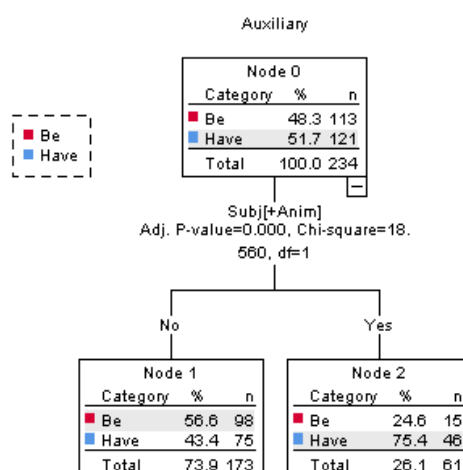 Auxiliary
Node 0
Category % n
Be 48.3 113
Have 51.7 121
Total 100.0 234
Be
Have
Subj[+Anim]
Adj. P-value=0.000, Chi-square=18.
560, df=1
No
Yes
Node 1
Category % n
Be 56.6 98
Have 43.4 75
Total 73.9 173
Node 2
Category % n
Be 24.6 15
Have 75.4 46
Total 26.1 61